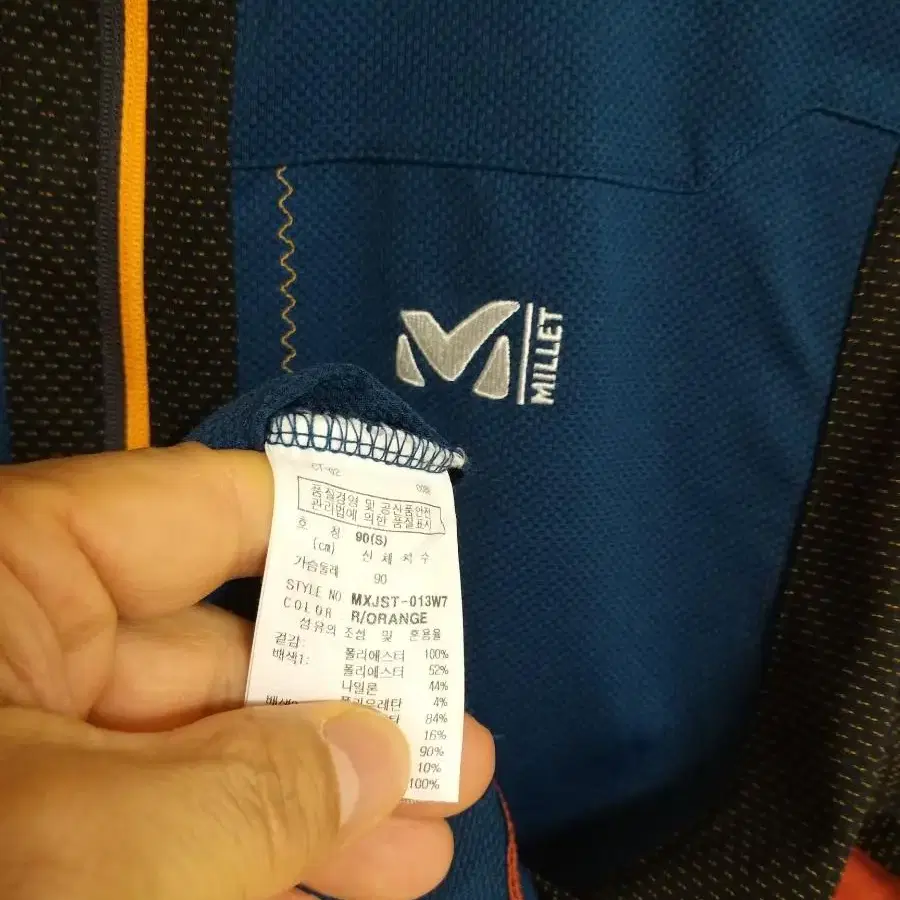 MILLET
CT-02 008
품질경영 및 공산품안전
관리법에 의한 품질표시
호 칭 90(S)
(cm) 신 체 치 수
가슴둘레 90
STYLE NO MXJST-013W7
COLOR R/ORANGE
섬유의 조성 및 혼용율
겉감: 폴리에스터 100%
배색1: 폴리에스터 52%
나일론 44%
폴리우레탄 4%
84%
16%
90%
10%
100%